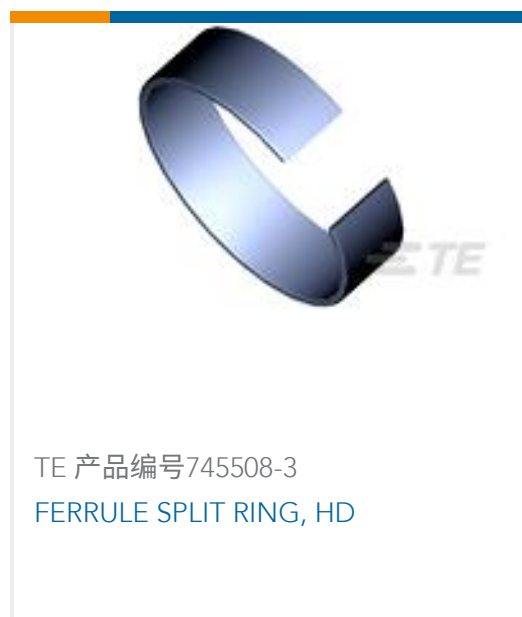 TE
TE 产品编号745508-3
FERRULE SPLIT RING, HD